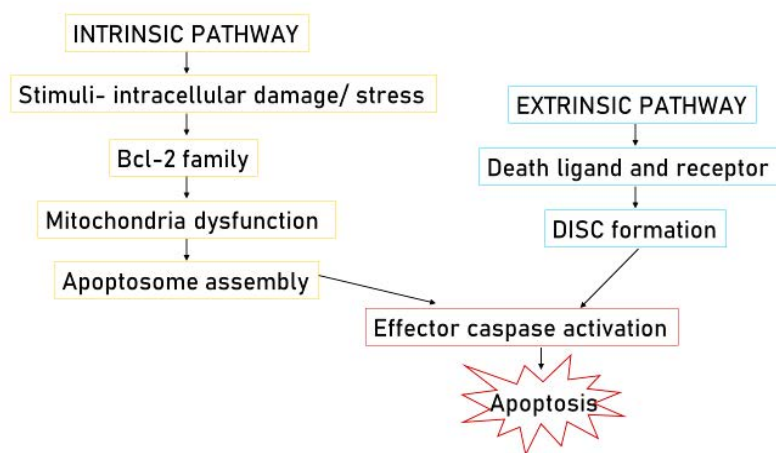 INTRINSIC PATHWAY
Stimuli- intracellular damage/ stress
Bcl-2 family
Mitochondria dysfunction
Apoptosome assembly
EXTRINSIC PATHWAY
Death ligand and receptor
DISC formation
Effector caspase activation
Apoptosis